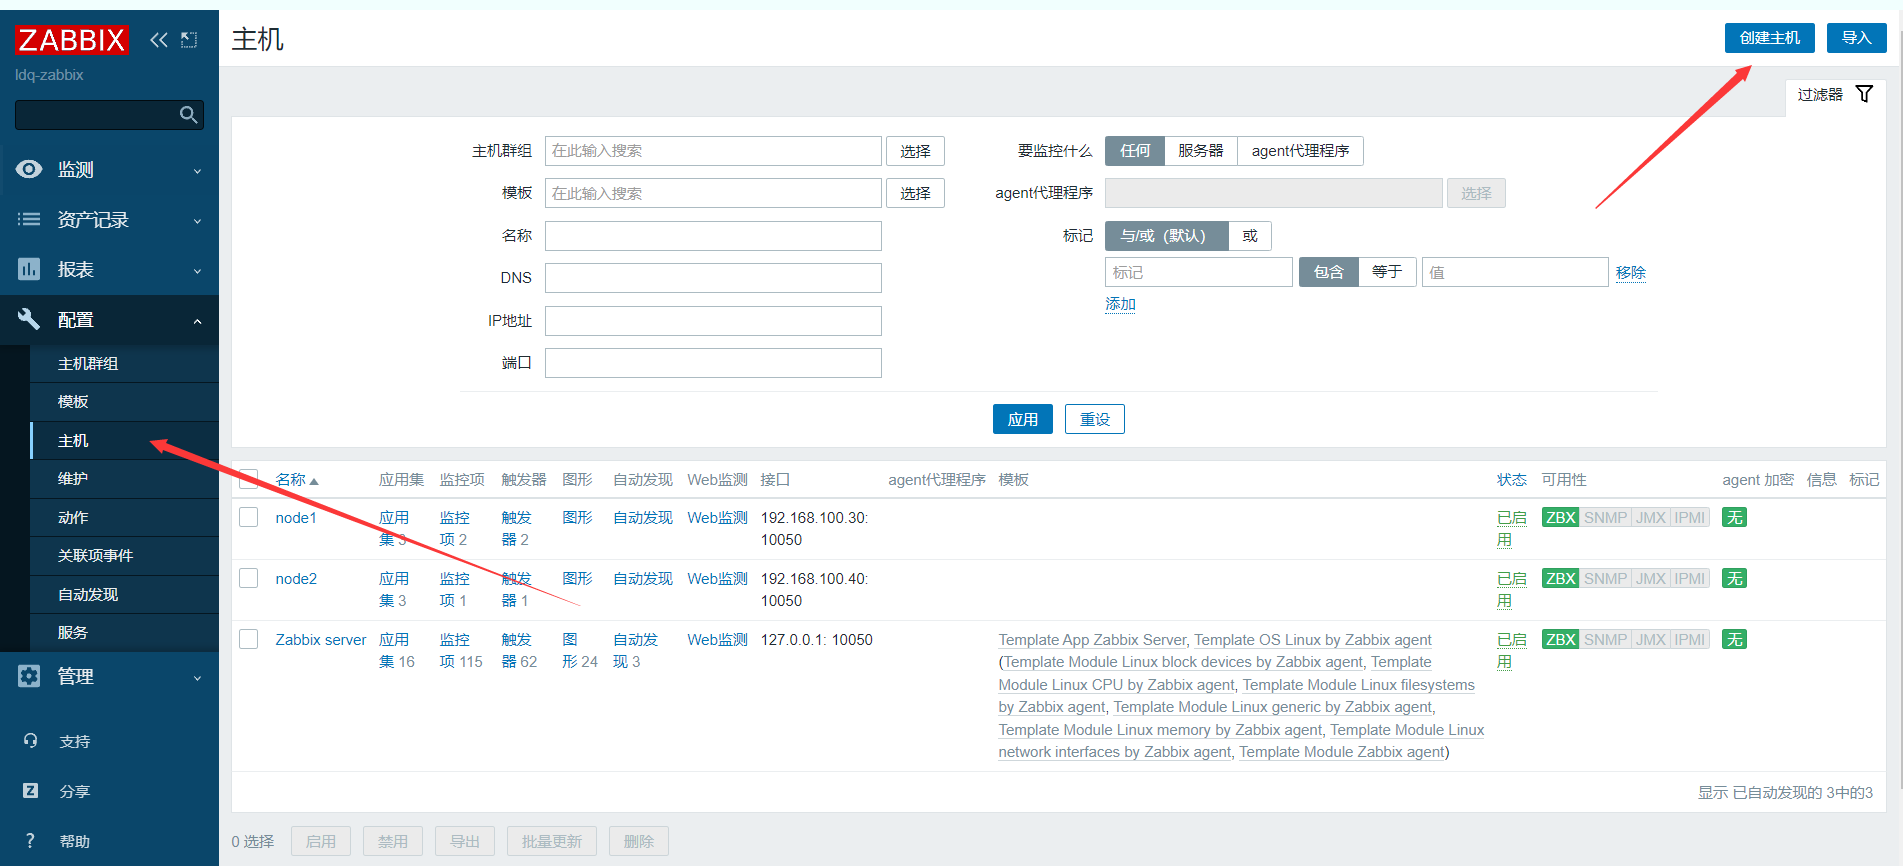 ZABBIX
ldq-zabbix
监测
资产记录
报表
配置
主机群组
模板
主机
维护
动作
关联项事件
自动发现
服务
管理
支持
Z 分享
? 帮助
主机
创建主机 导入
过滤器
主机群组 在此输入搜索 选择
模板 在此输入搜索 选择
名称
DNS
IP地址
端口
要监控什么 任何 服务器 agent代理程序
agent代理程序 选择
标记 与/或（默认） 或
标记 包含 等于 值 移除
添加
应用 重设
名称 应用集 监控项 触发器 图形 自动发现 Web监测 接口 agent代理程序 模板 状态 可用性 agent 加密 信息 标记
node1 应用集 3 监控项 2 触发器 2 图形 自动发现 Web监测 192.168.100.30: 10050 已启用 ZBX SNMP JMX IPMI 无
node2 应用集 3 监控项 1 触发器 1 图形 自动发现 Web监测 192.168.100.40: 10050 已启用 ZBX SNMP JMX IPMI 无
Zabbix server 应用集 16 监控项 115 触发器 62 图形 24 自动发现 3 Web监测 127.0.0.1: 10050 已启用 ZBX SNMP JMX IPMI 无
Template App Zabbix Server, Template OS Linux by Zabbix agent
(Template Module Linux block devices by Zabbix agent, Template
Module Linux CPU by Zabbix agent, Template Module Linux filesystems
by Zabbix agent, Template Module Linux generic by Zabbix agent,
Template Module Linux memory by Zabbix agent, Template Module Linux
network interfaces by Zabbix agent, Template Module Zabbix agent)
显示 已自动发现的 3中的3
0 选择 启用 禁用 导出 批量更新 删除